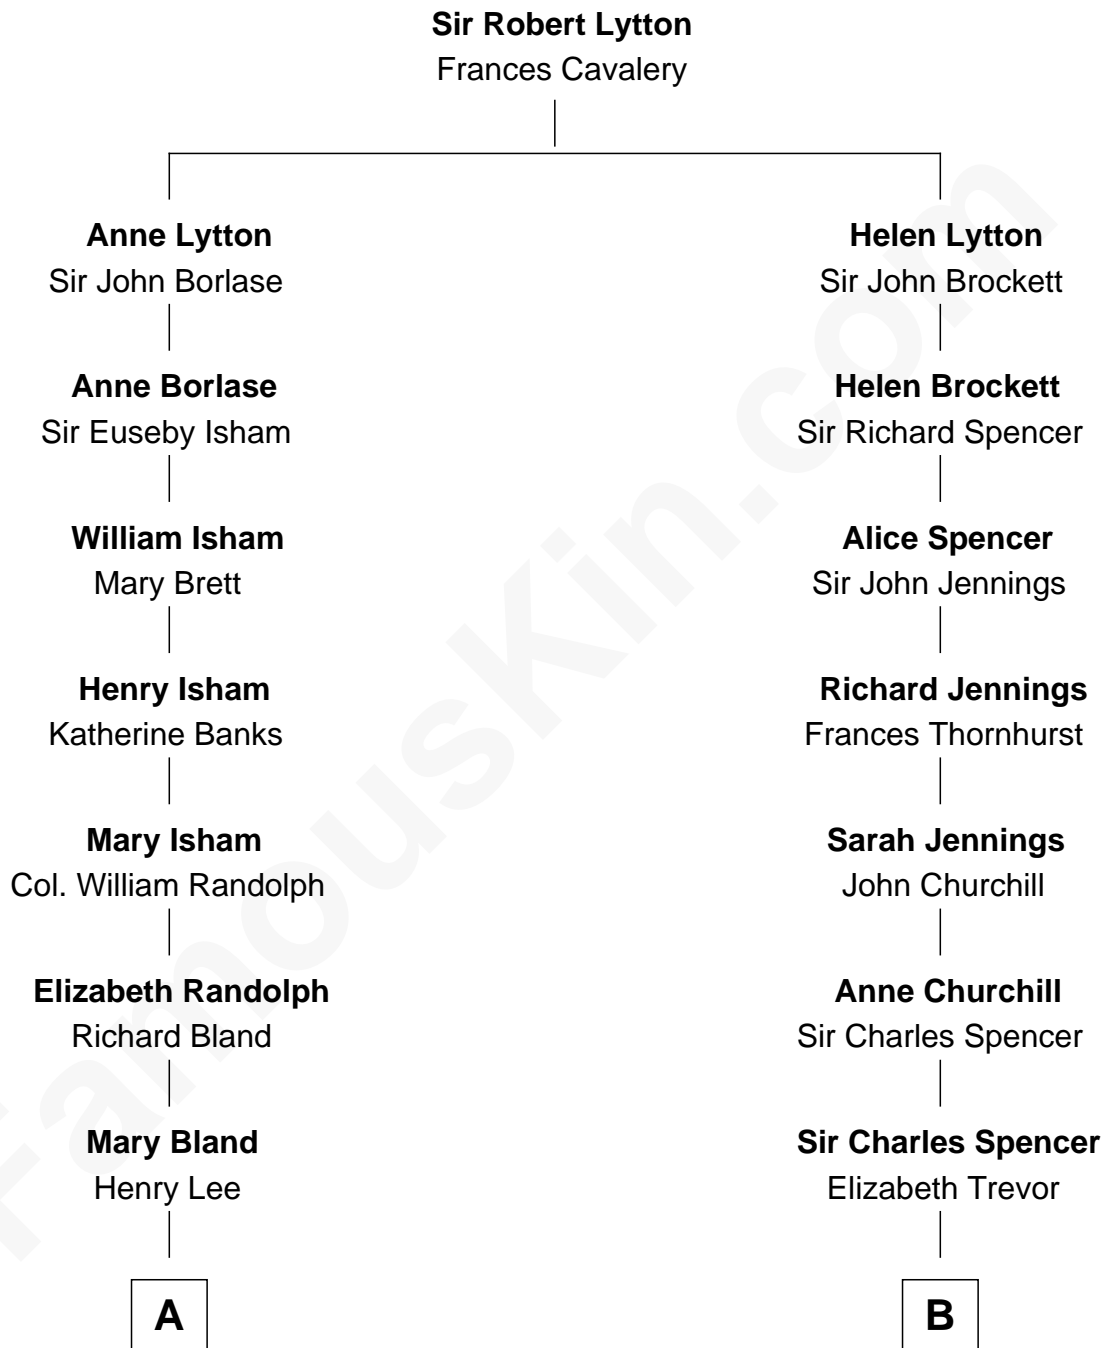 Sir Robert Lytton
Frances Cavalery
Anne Lytton
Sir John Borlase
Anne Borlase
Sir Euseby Isham
William Isham
Mary Brett
Henry Isham
Katherine Banks
Mary Isham
Col. William Randolph
Elizabeth Randolph
Richard Bland
Mary Bland
Henry Lee
A
Helen Lytton
Sir John Brockett
Helen Brockett
Sir Richard Spencer
Alice Spencer
Sir John Jennings
Richard Jennings
Frances Thornhurst
Sarah Jennings
John Churchill
Anne Churchill
Sir Charles Spencer
Sir Charles Spencer
Elizabeth Trevor
B
FamousKin.com